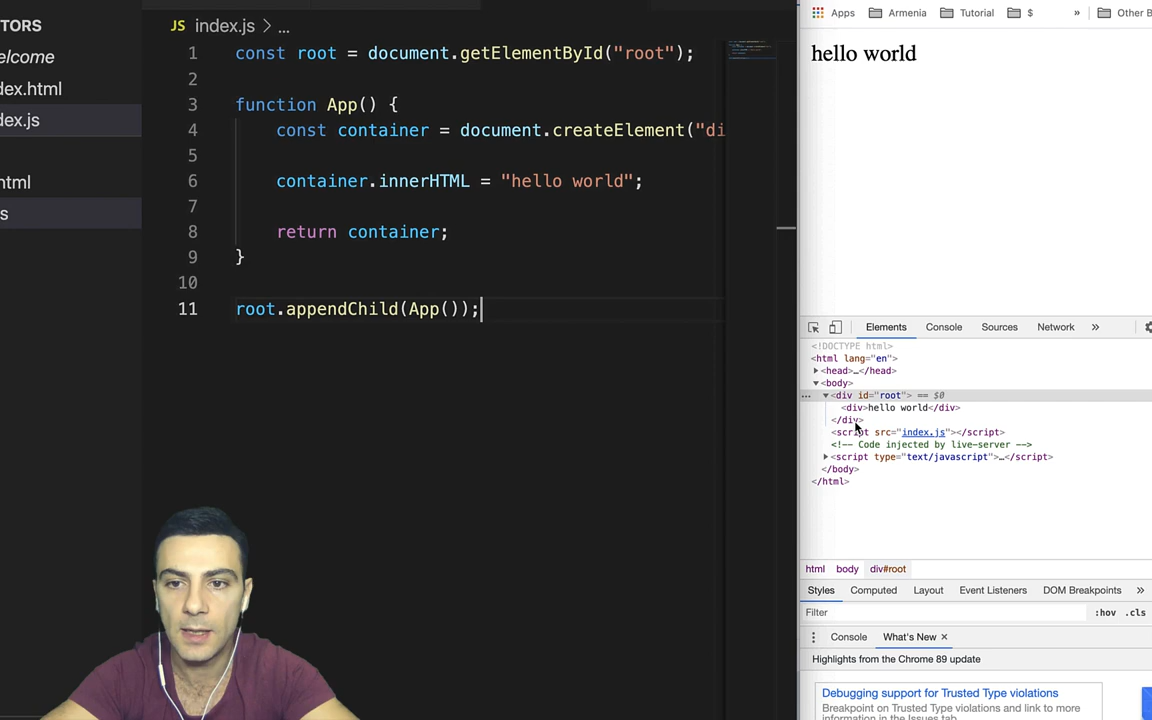 TORS
elcome
dex.html
dex.js
html
s
JS index.js > ...
1 const root = document.getElementById("root");
2
3 function App() {
4 const container = document.createElement("di
5
6 container.innerHTML = "hello world";
7
8 return container;
9 }
10
11 root.appendChild(App());
Apps Armenia Tutorial $ » Other B
hello world
Elements Console Sources Network »
<!DOCTYPE html>
<html lang="en">
<head>…</head>
<body>
<div id="root"> == $0
<div>hello world</div>
</div>
<script src="index.js"></script>
<!-- Code injected by live-server -->
<script type="text/javascript">…</script>
</body>
</html>
html body div#root
Styles Computed Layout Event Listeners DOM Breakpoints »
Filter :hov .cls
Console What's New ×
Highlights from the Chrome 89 update
Debugging support for Trusted Type violations
Breakpoint on Trusted Type violations and link to more
information in the Issues tab.